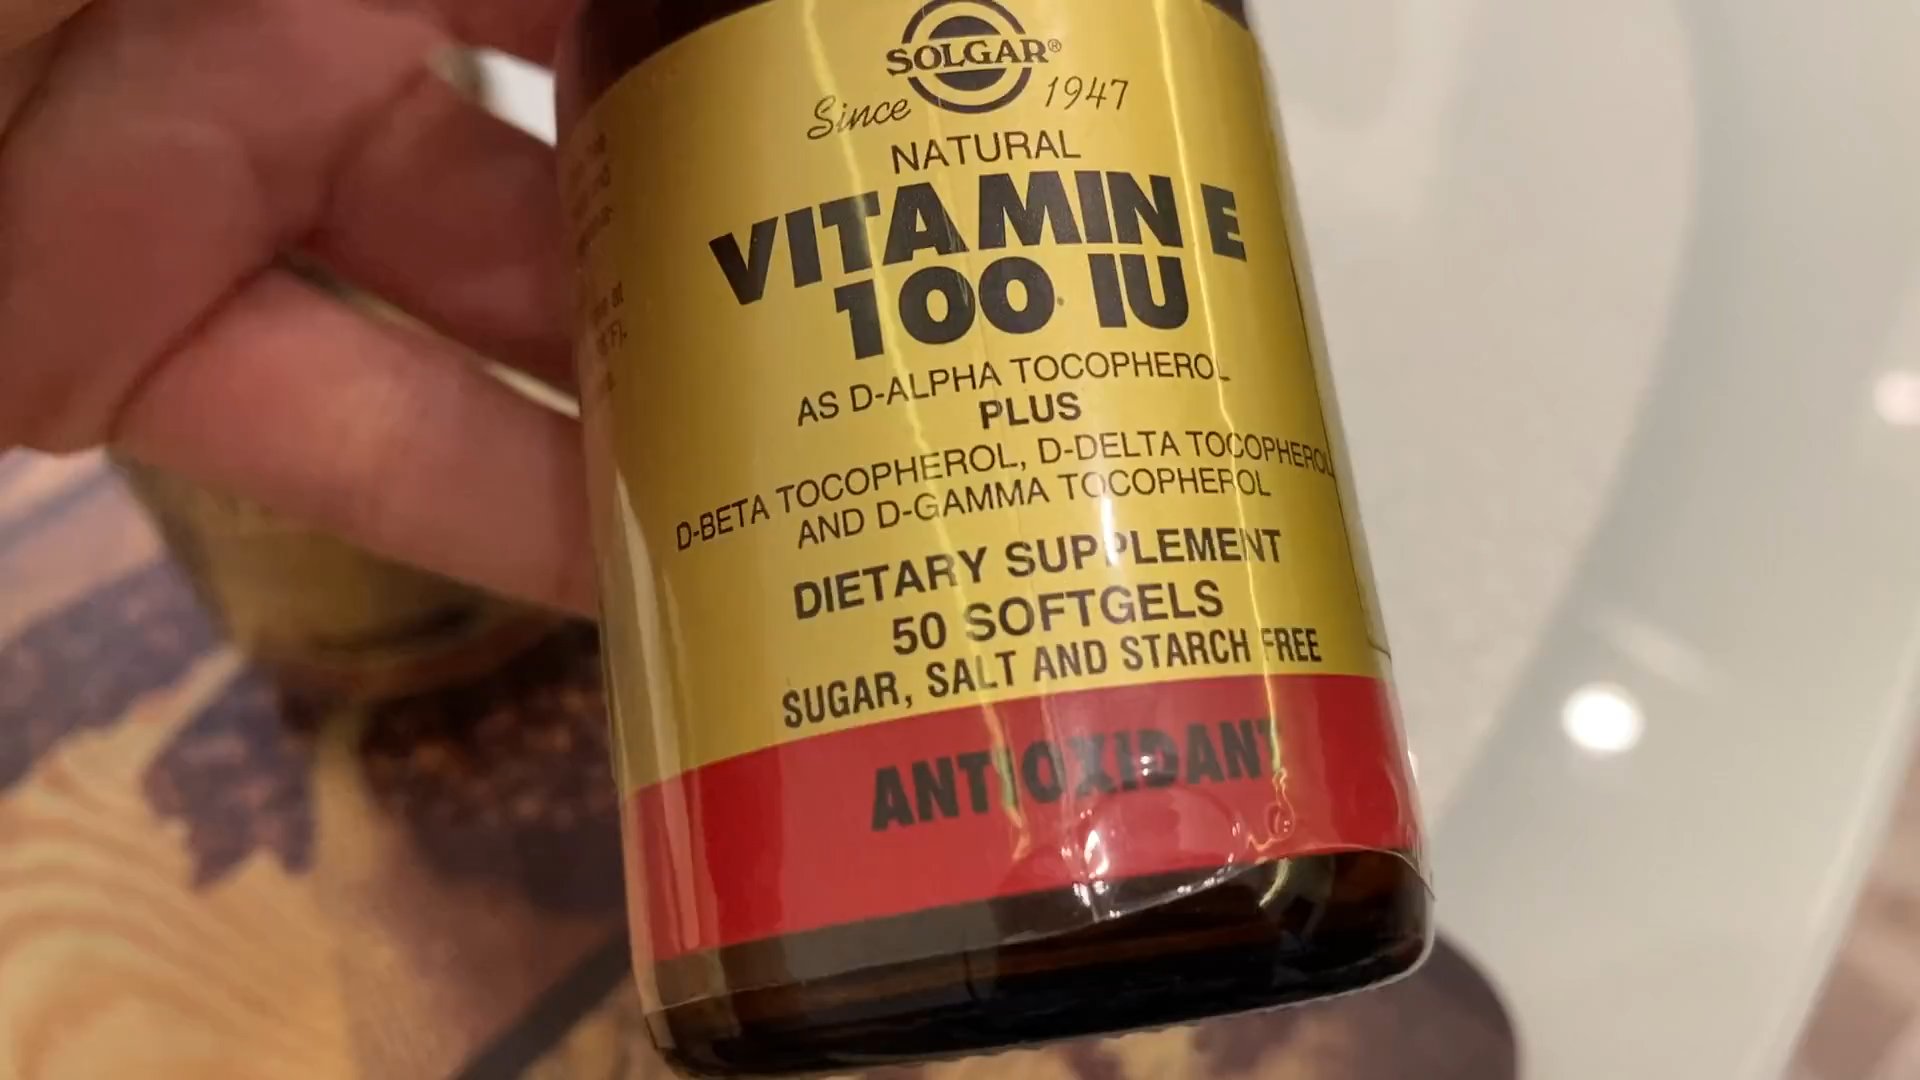 SOLGAR®
Since 1947
NATURAL
VITAMIN E
100 IU
AS D-ALPHA TOCOPHEROL
PLUS
D-BETA TOCOPHEROL, D-DELTA TOCOPHEROL
AND D-GAMMA TOCOPHEROL
DIETARY SUPPLEMENT
50 SOFTGELS
SUGAR, SALT AND STARCH FREE
ANTIOXIDANT